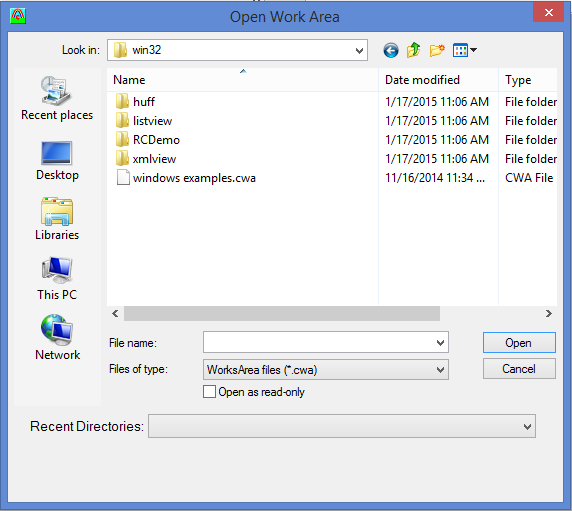 Open Work Area
Look in: win32
Name Date modified Type
huff 1/17/2015 11:06 AM File folder
listview 1/17/2015 11:06 AM File folder
RCDemo 1/17/2015 11:06 AM File folder
xmlview 1/17/2015 11:06 AM File folder
windows examples.cwa 11/16/2014 11:34 ... CWA File
Recent places
Desktop
Libraries
This PC
Network
File name: Open
Files of type: WorksArea files (*.cwa) Cancel
Open as read-only
Recent Directories: